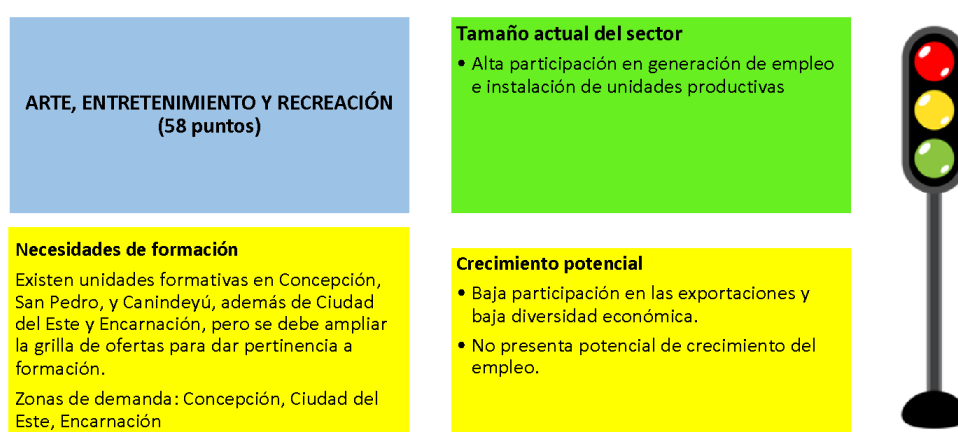 ARTE, ENTRETENIMIENTO Y RECREACIÓN
(58 puntos)
Tamaño actual del sector
• Alta participación en generación de empleo
e instalación de unidades productivas
Necesidades de formación
Existen unidades formativas en Concepción,
San Pedro, y Canindeyú, además de Ciudad
del Este y Encarnación, pero se debe ampliar
la grilla de ofertas para dar pertinencia a
formación.
Zonas de demanda: Concepción, Ciudad del
Este, Encarnación
Crecimiento potencial
• Baja participación en las exportaciones y
baja diversidad económica.
• No presenta potencial de crecimiento del
empleo.